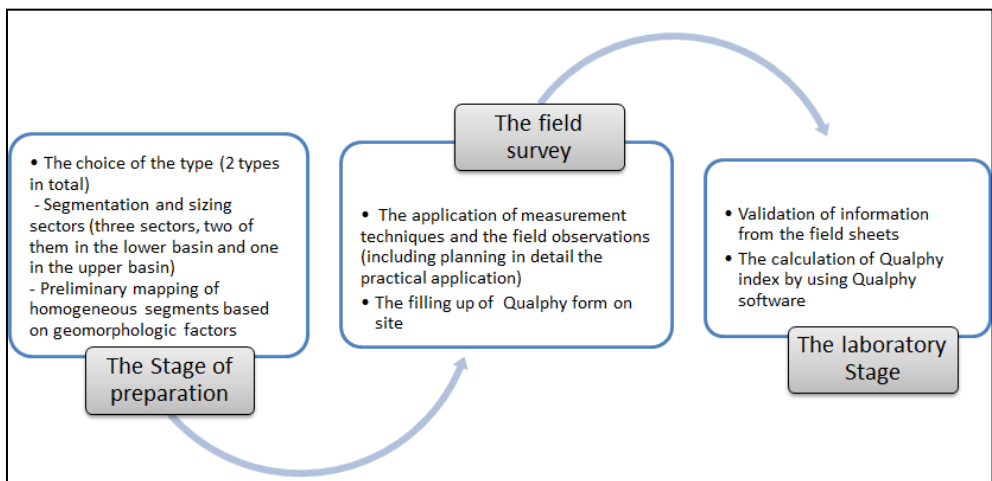 • The choice of the type (2 types
in total)
- Segmentation and sizing
sectors (three sectors, two of
them in the lower basin and one
in the upper basin)
- Preliminary mapping of
homogeneous segments based
on geomorphologic factors
The Stage of
preparation
The field
survey
• The application of measurement
techniques and the field observations
(including planning in detail the
practical application)
• The filling up of Qualphy form on
site
• Validation of information
from the field sheets
• The calculation of Qualphy
index by using Qualphy
software
The laboratory
Stage